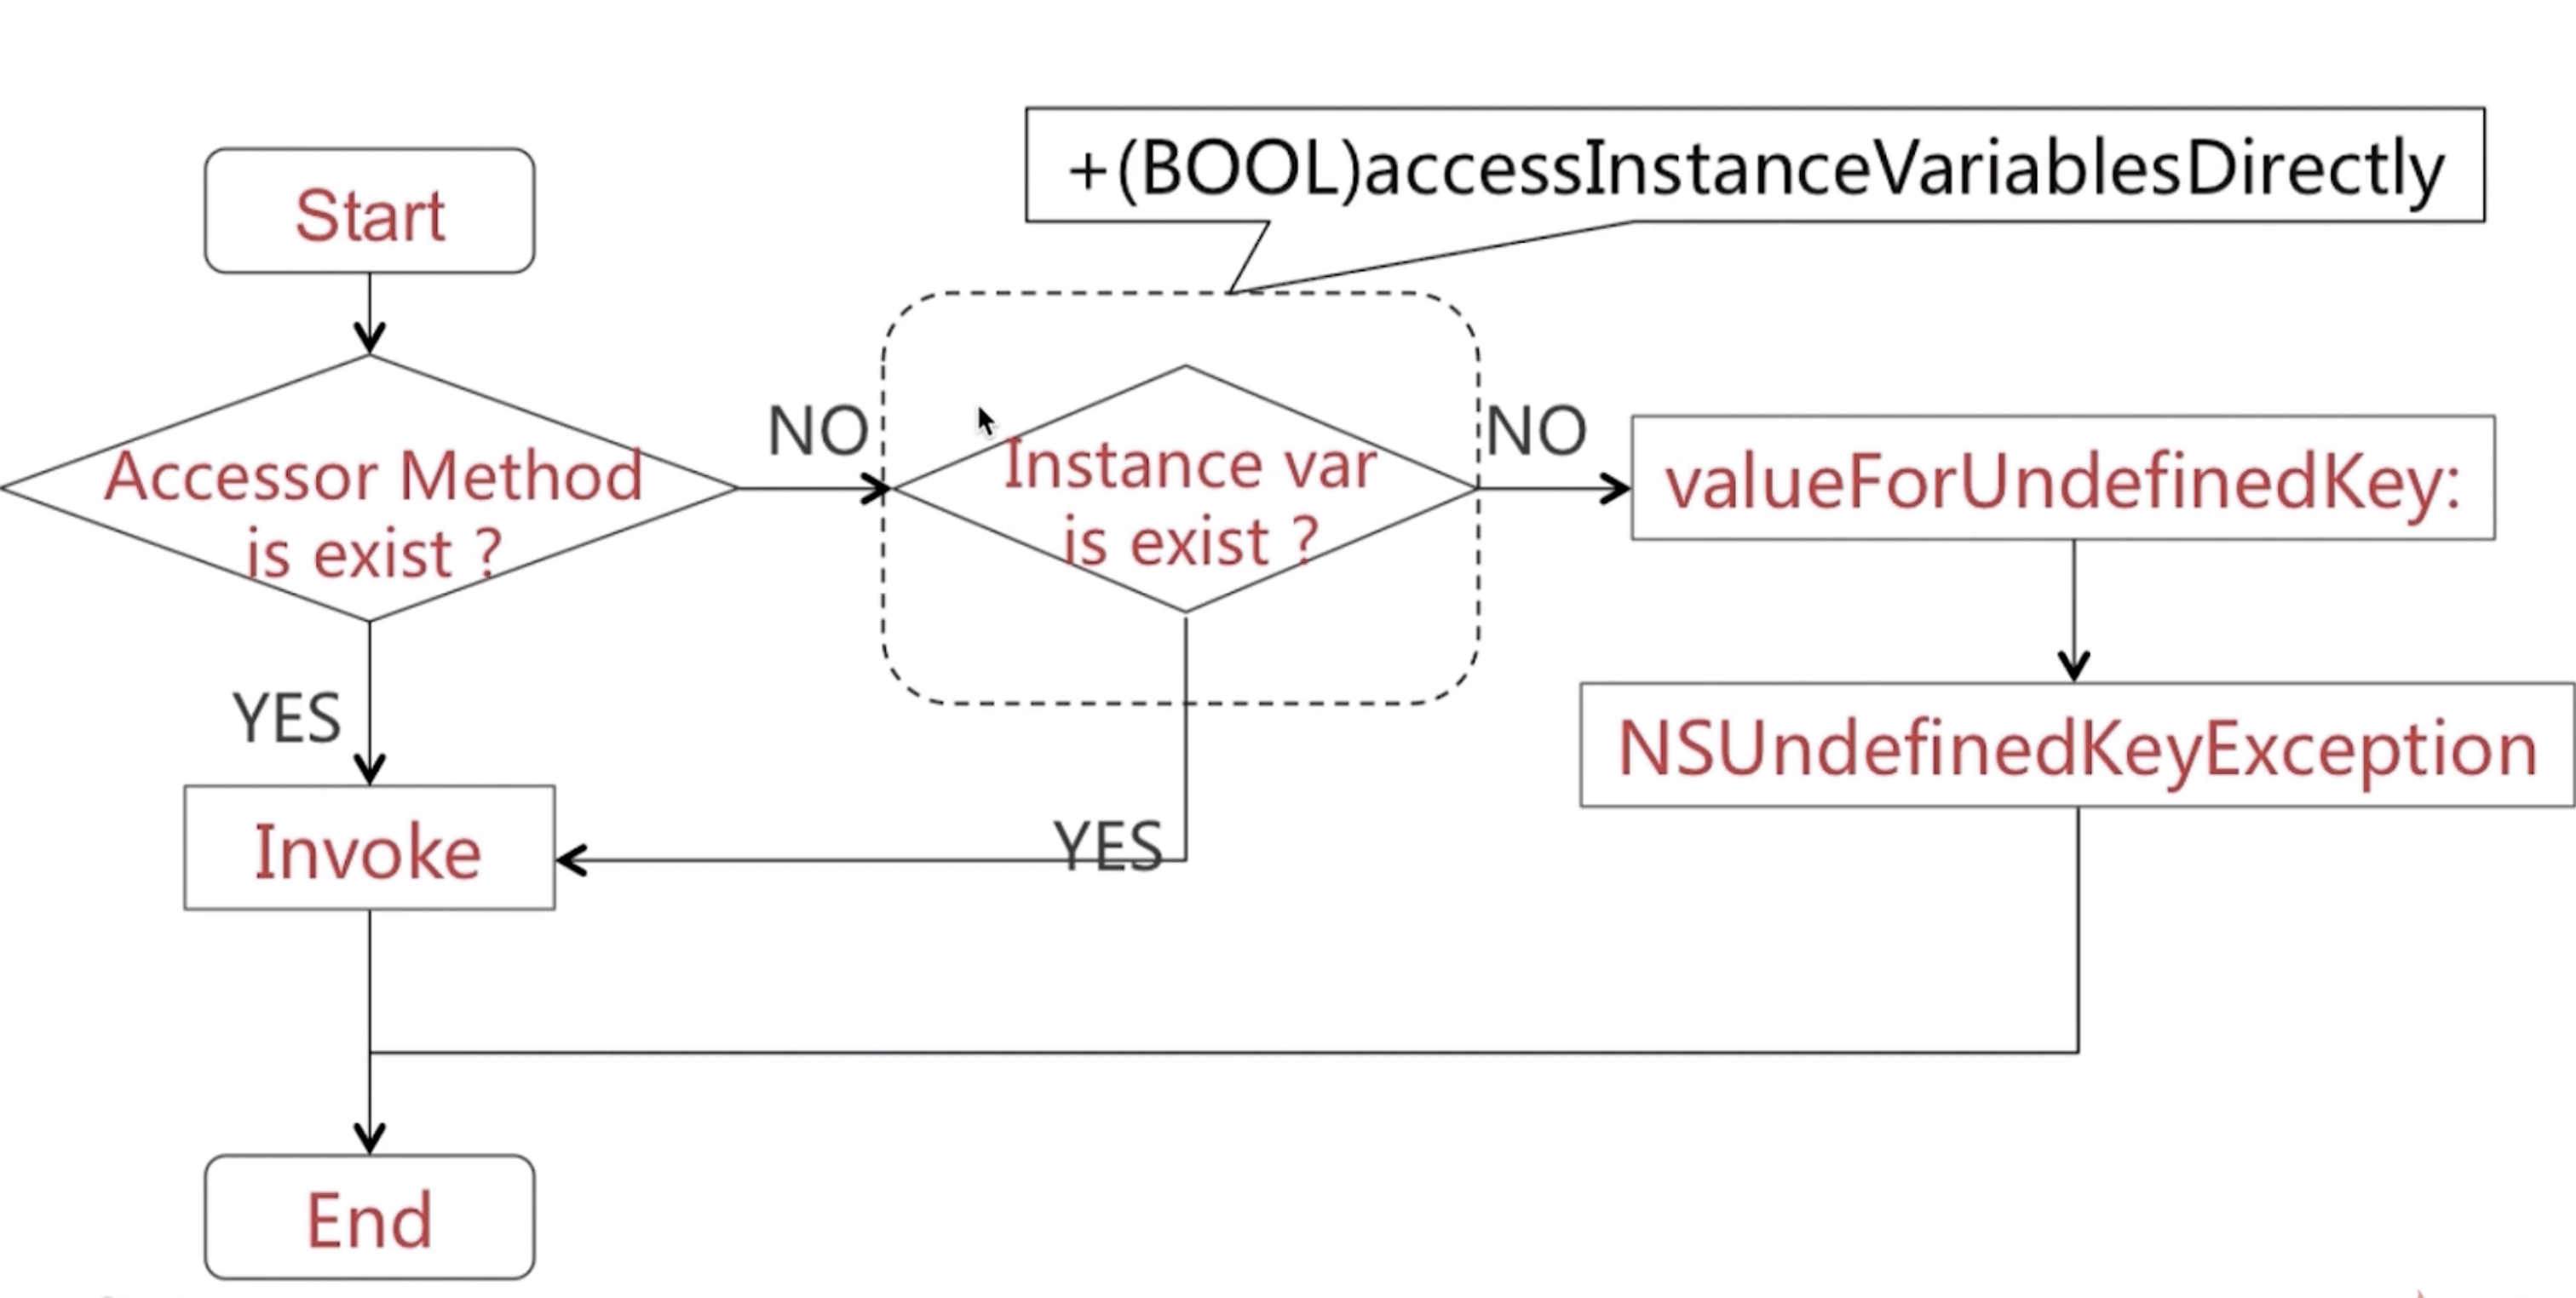 Start
+(BOOL)accessInstanceVariablesDirectly
Accessor Method
is exist ?
NO
Instance var
is exist ?
NO
valueForUndefinedKey:
YES
NSUndefinedKeyException
Invoke
YES
End